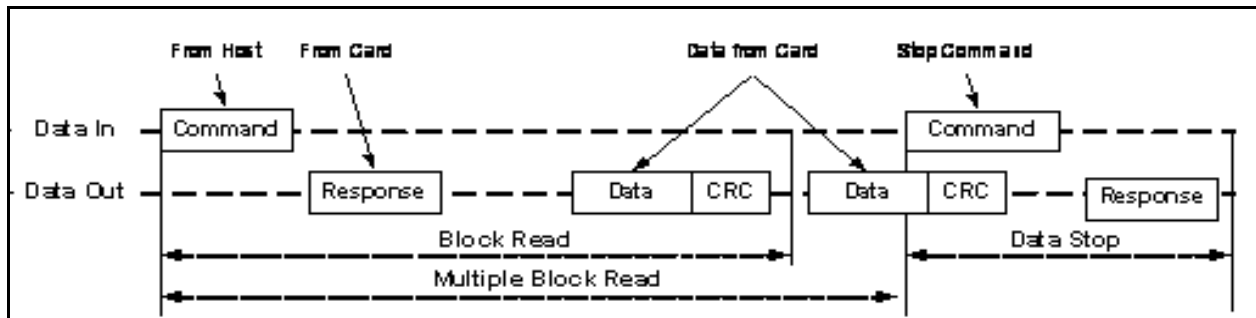 From Host From Card Data from Card Stop Command
Data In Command Command
Data Out Response Data CRC Data CRC Response
Block Read Data Stop
Multiple Block Read